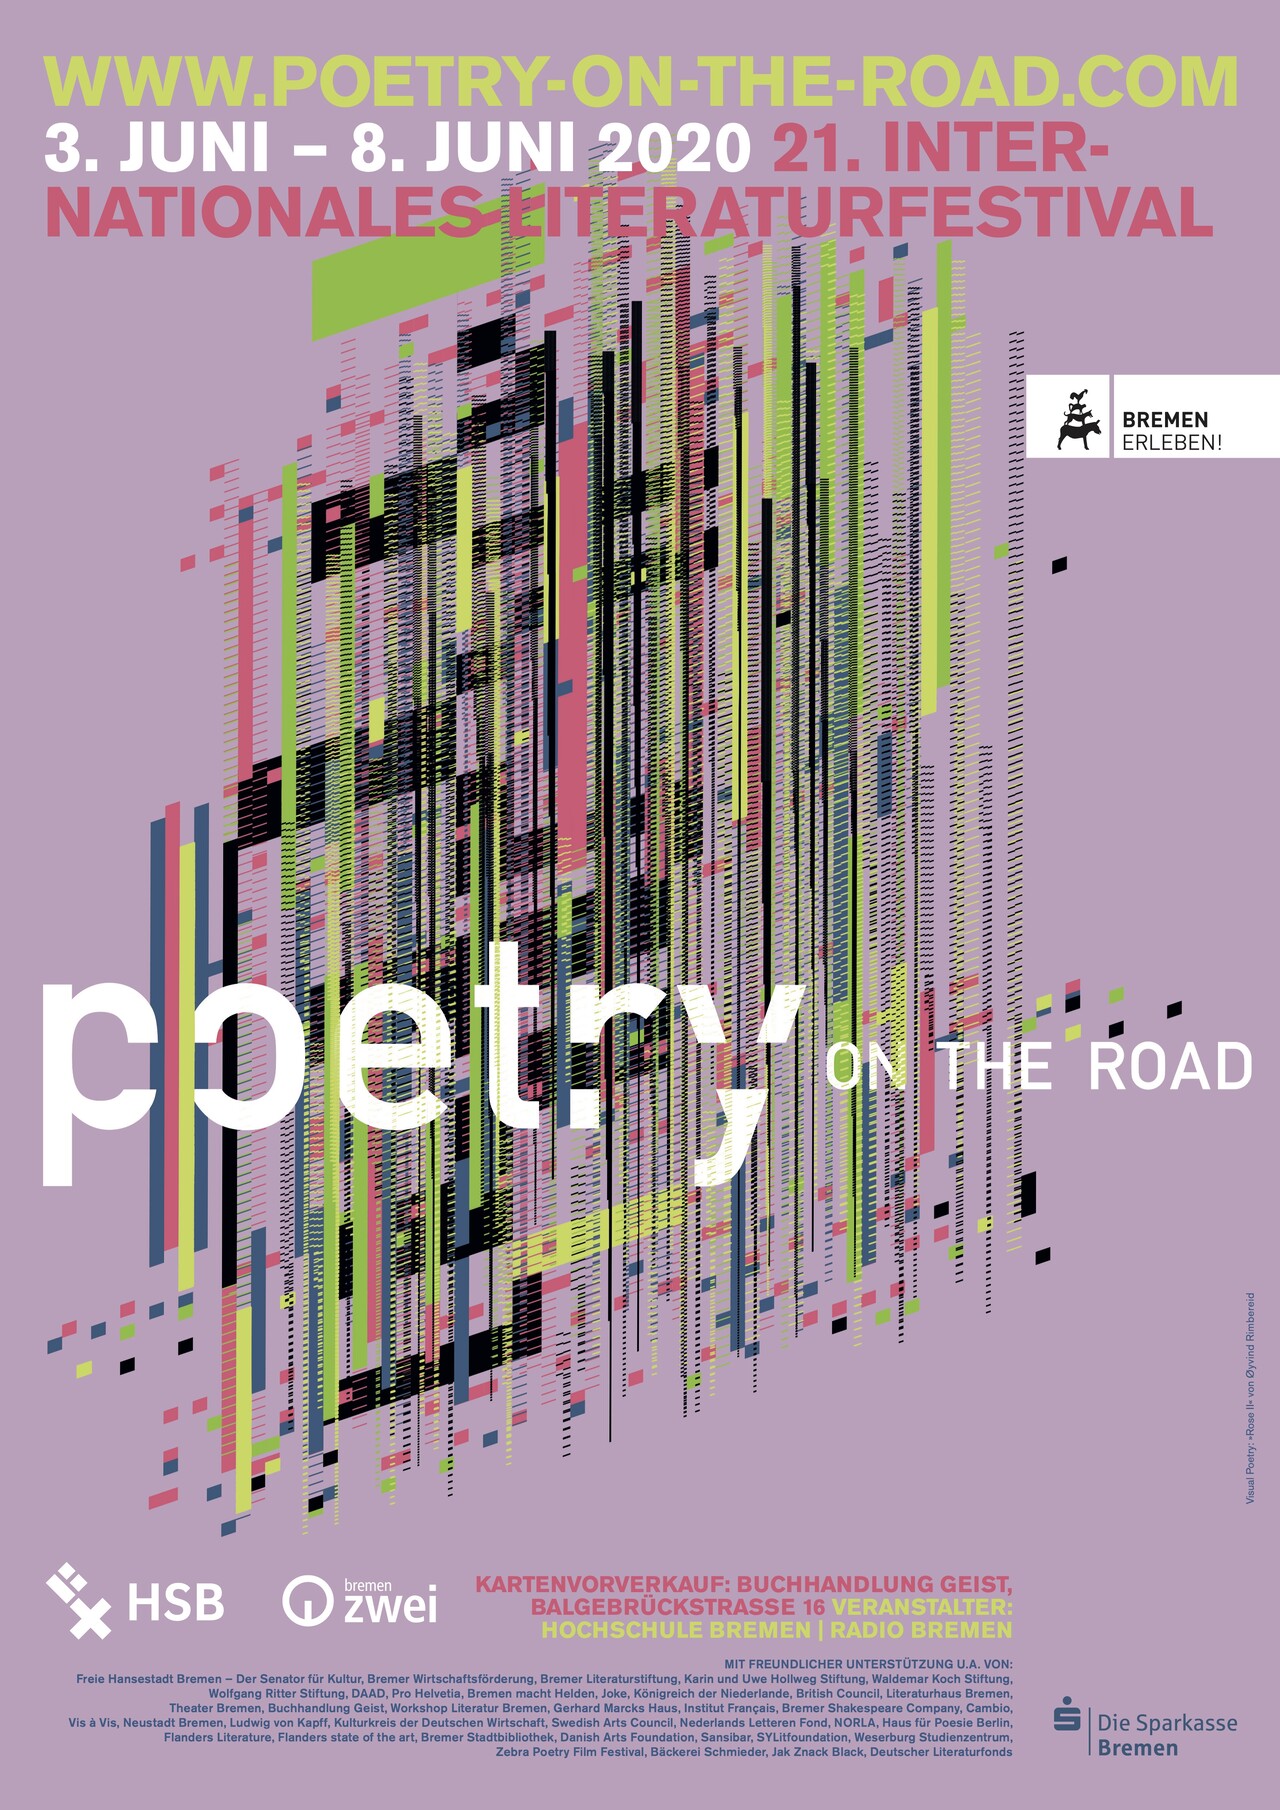 WWW.POETRY-ON-THE-ROAD.COM
3. JUNI – 8. JUNI 2020 21. INTER-
NATIONALES LITERATURFESTIVAL
BREMEN
ERLEBEN!
poetry ON THE ROAD
Visual Poetry: »Rose II« von Øyvind Rimbereid
HSB
bremen
zwei
KARTENVORVERKAUF: BUCHHANDLUNG GEIST,
BALGEBRÜCKSTRASSE 16 VERANSTALTER:
HOCHSCHULE BREMEN | RADIO BREMEN
MIT FREUNDLICHER UNTERSTÜTZUNG U.A. VON:
Freie Hansestadt Bremen – Der Senator für Kultur, Bremer Wirtschaftsförderung, Bremer Literaturstiftung, Karin und Uwe Hollweg Stiftung, Waldemar Koch Stiftung,
Wolfgang Ritter Stiftung, DAAD, Pro Helvetia, Bremen macht Helden, Joke, Königreich der Niederlande, British Council, Literaturhaus Bremen,
Theater Bremen, Buchhandlung Geist, Workshop Literatur Bremen, Gerhard Marcks Haus, Institut Français, Bremer Shakespeare Company, Cambio,
Vis à Vis, Neustadt Bremen, Ludwig von Kapff, Kulturkreis der Deutschen Wirtschaft, Swedish Arts Council, Nederlands Letteren Fond, NORLA, Haus für Poesie Berlin,
Flanders Literature, Flanders state of the art, Bremer Stadtbibliothek, Danish Arts Foundation, Sansibar, SYLitfoundation, Weserburg Studienzentrum,
Zebra Poetry Film Festival, Bäckerei Schmieder, Jak Znack Black, Deutscher Literaturfonds
Die Sparkasse
Bremen